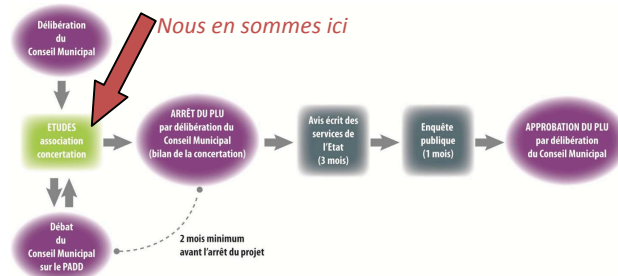 Délibération
du
Conseil Municipal
Nous en sommes ici
ETUDES
association
concertation
ARRÊT DU PLU
par délibération du
Conseil Municipal
(bilan de la concertation)
Avis écrit des
services de
l'Etat
(3 mois)
Enquête
publique
(1 mois)
APPROBATION DU PLU
par délibération
du Conseil Municipal
Débat
du
Conseil Municipal
sur le PADD
2 mois minimum
avant l'arrêt du projet